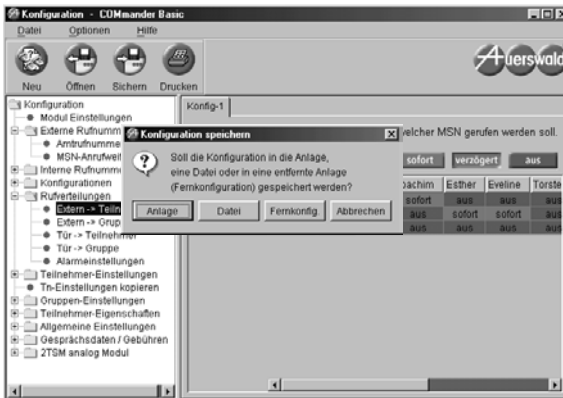 Konfiguration - COMmander Basic
Datei Optionen Hilfe
Neu Öffnen Sichern Drucken
Auerswald
Konfiguration
Modul Einstellungen
Externe Rufnumm
Amtrufnumme
MSN-Anrufweit
Interne Rufnumm
Konfigurationen
Rufverteilungen
Extern -> Teiln
Extern -> Grup
Tür -> Teilnehmer
Tür -> Gruppe
Alarmeinstellungen
Teilnehmer-Einstellungen
Tn-Einstellungen kopieren
Gruppen-Einstellungen
Teilnehmer-Eigenschaften
Allgemeine Einstellungen
Gesprächsdaten / Gebühren
2TSM analog Modul
Konfig-1
welcher MSN gerufen werden soll.
sofort verzögert aus
oachim Esther Eveline Torste
sofort aus aus aus
aus sofort sofort aus
aus aus aus aus
Konfiguration speichern
Soll die Konfiguration in die Anlage,
eine Datei oder in eine entfernte Anlage
(Fernkonfiguration) gespeichert werden?
Anlage Datei Fernkonfig. Abbrechen